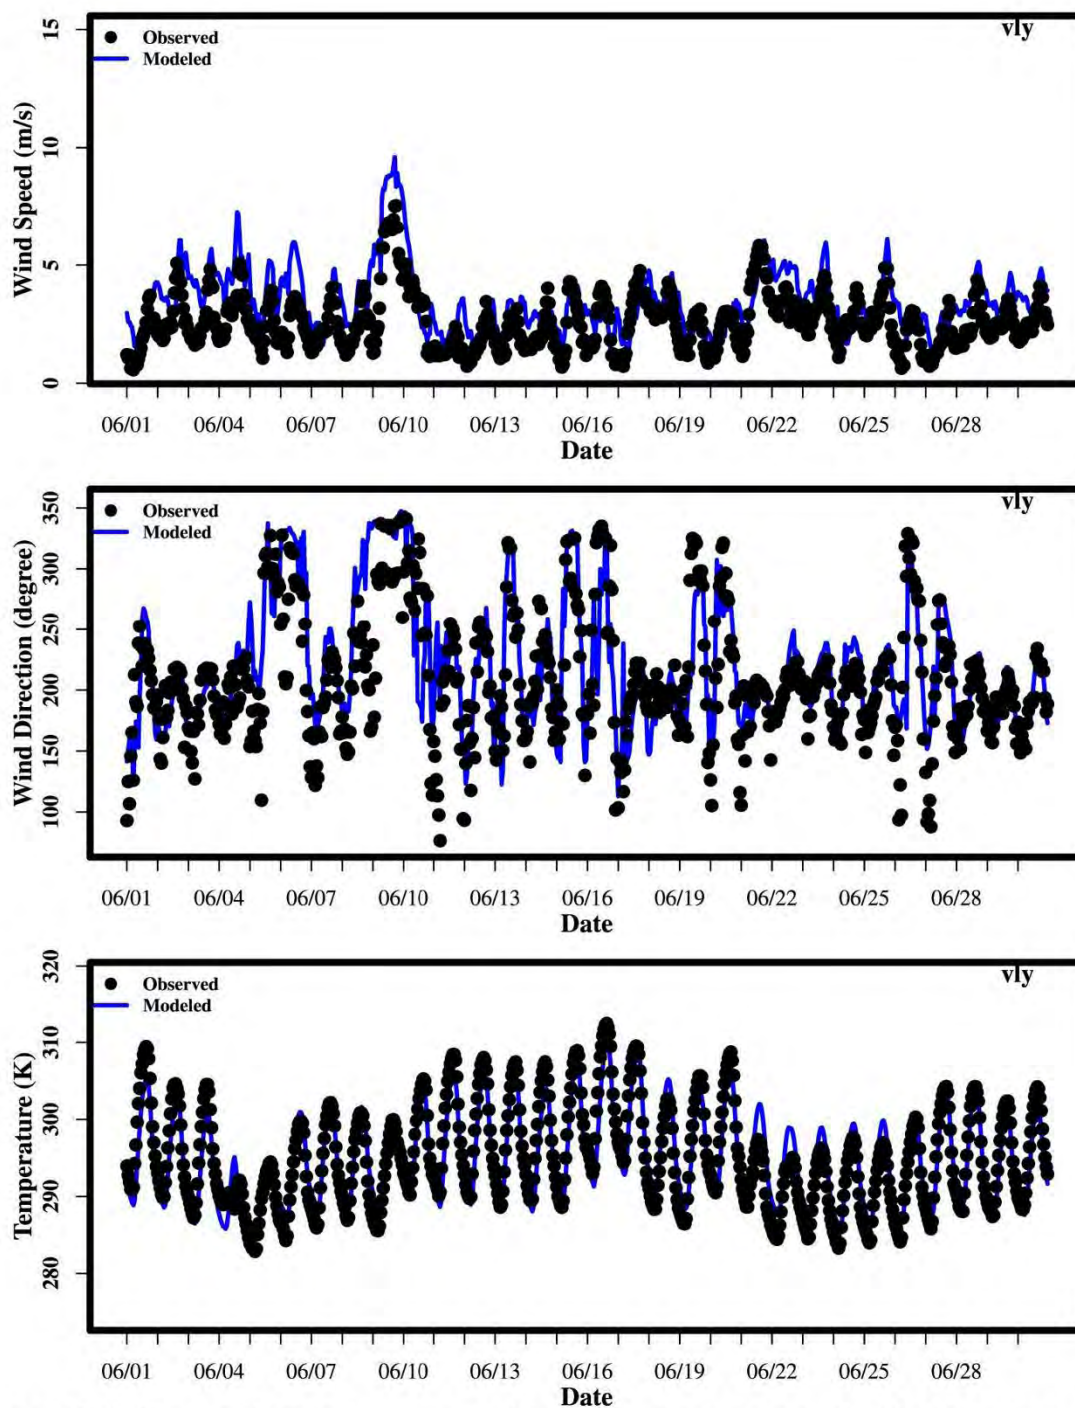 vly
Observed
Modeled
Wind Speed (m/s)
15
10
5
0
06/01 06/04 06/07 06/10 06/13 06/16 06/19 06/22 06/25 06/28
Date
vly
Observed
Modeled
Wind Direction (degree)
350
300
250
200
150
100
06/01 06/04 06/07 06/10 06/13 06/16 06/19 06/22 06/25 06/28
Date
vly
Observed
Modeled
Temperature (K)
320
310
300
290
280
06/01 06/04 06/07 06/10 06/13 06/16 06/19 06/22 06/25 06/28
Date